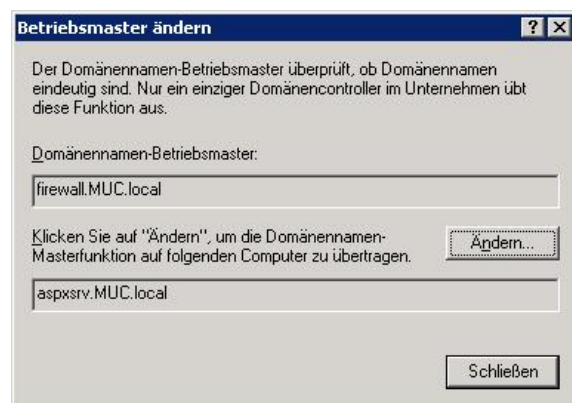 Betriebsmaster ändern
Der Domänennamen-Betriebsmaster überprüft, ob Domänennamen
eindeutig sind. Nur ein einziger Domänencontroller im Unternehmen übt
diese Funktion aus.
Domänennamen-Betriebsmaster:
firewall.MUC.local
Klicken Sie auf "Ändern", um die Domänennamen-
Masterfunktion auf folgenden Computer zu übertragen.
Ändern...
aspxsrv.MUC.local
Schließen